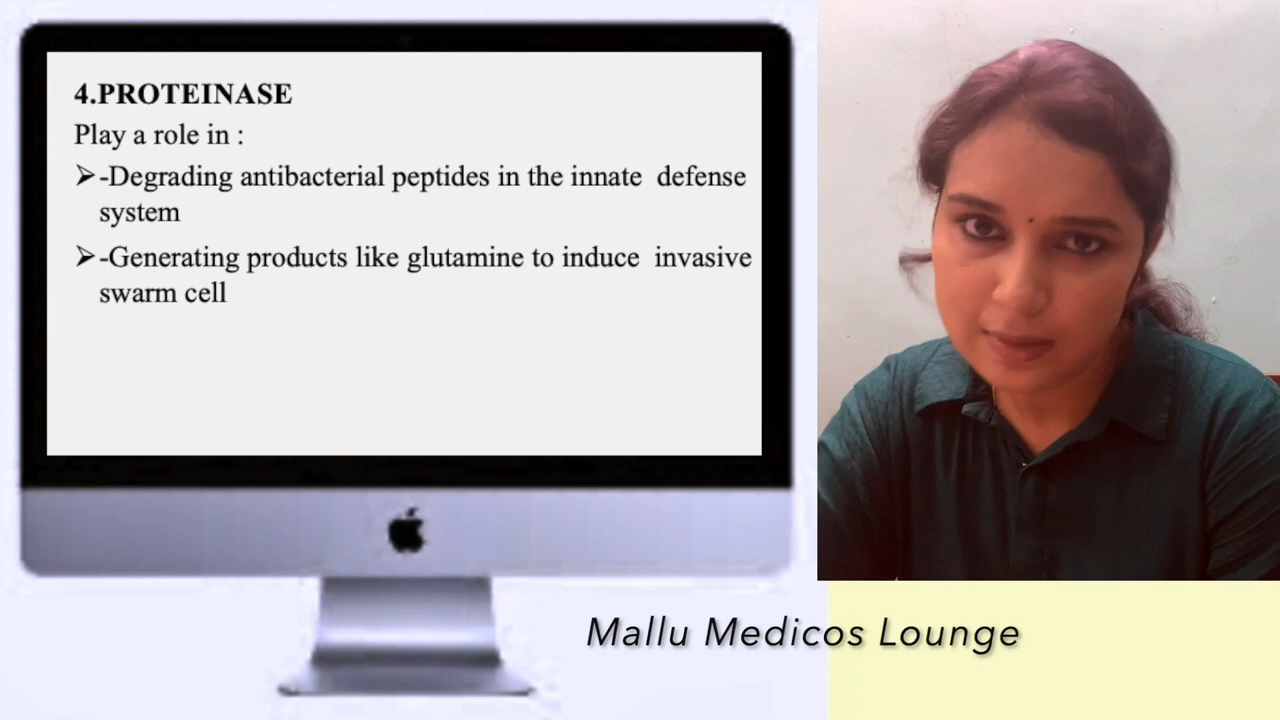 4.PROTEINASE
Play a role in :
➢-Degrading antibacterial peptides in the innate defense
system
➢-Generating products like glutamine to induce invasive
swarm cell
Mallu Medicos Lounge